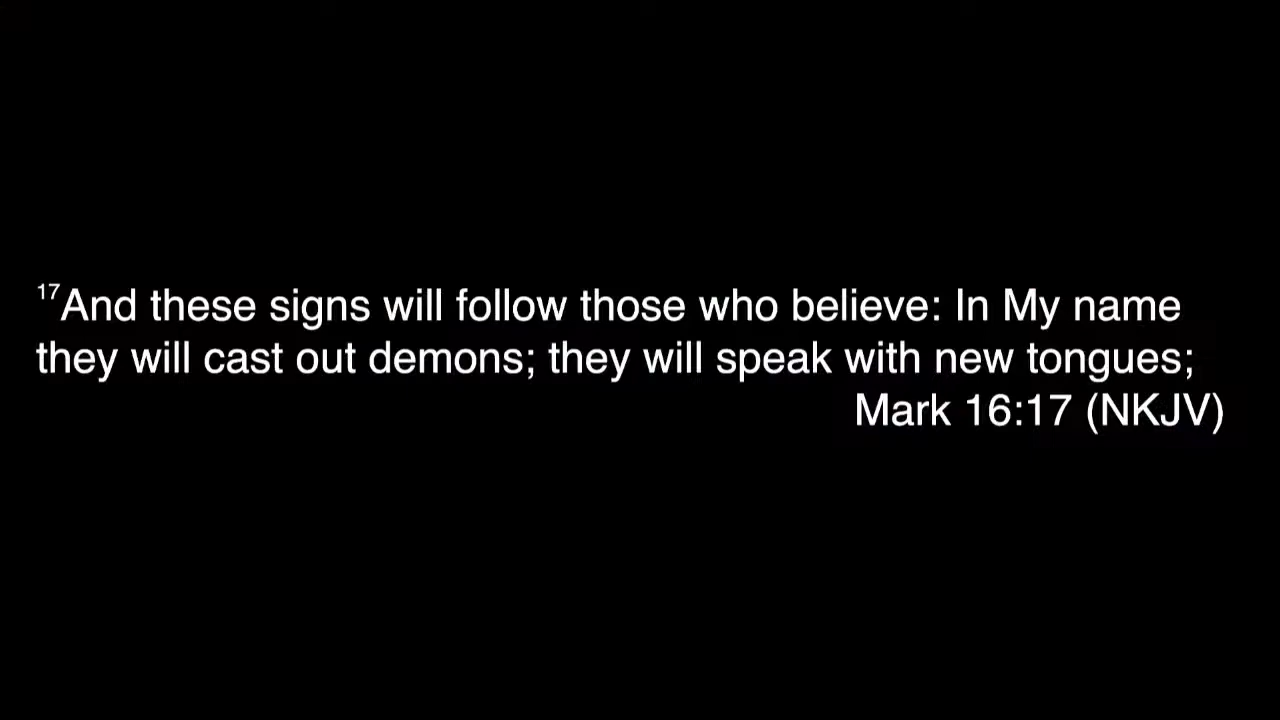 17And these signs will follow those who believe: In My name
they will cast out demons; they will speak with new tongues;
Mark 16:17 (NKJV)